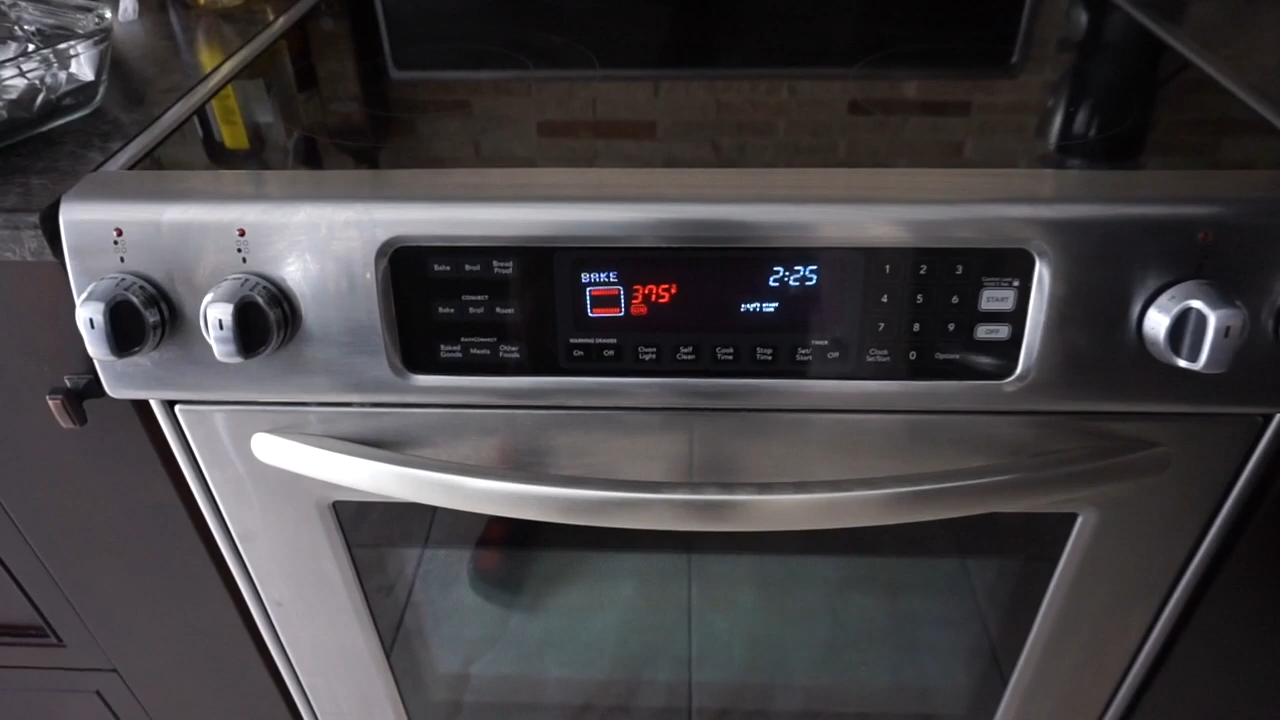 Bake Broil Bread Proof
CONNECT
Bake Broil Roast
EASYCONNECT
Baked Goods Meats Other Foods
BAKE
375°
2:25
WARMING DRAWER
On Off
Oven Light
Self Clean
Cook Time
Stop Time
TIMER
Set/Start Off
1 2 3
4 5 6
7 8 9
Clock Set/Start 0 Options
START
OFF